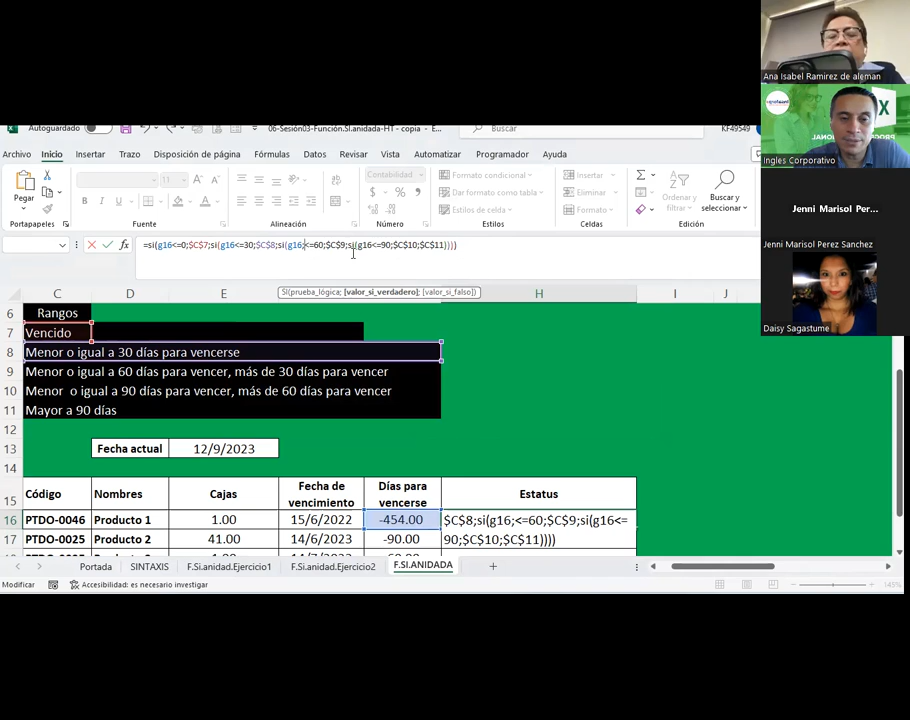 Ana Isabel Ramirez de aleman
Ingles Corporativo
Jenni Marisol Per...
Jenni Marisol Perez Sanchez
Daisy Sagastume
Autoguardado
06-Sesión03-Función.SI.anidada-HT - copia - E...
Buscar
KF49549
Archivo Inicio Insertar Trazo Disposición de página Fórmulas Datos Revisar Vista Automatizar Programador Ayuda
Pegar
Contabilidad
Formato condicional
Dar formato como tabla
Estilos de celda
Insertar
Eliminar
Formato
Ordenar y filtrar
Buscar y seleccionar
Portapapeles Fuente Alineación Número Estilos Celdas Edición
=si(g16<=0;$C$7;si(g16<=30;$C$8;si(g16;<=60;$C$9;si(g16<=90;$C$10;$C$11))))
SI(prueba_lógica; [valor_si_verdadero]; [valor_si_falso])
C D E H I J
6 Rangos
7 Vencido
8 Menor o igual a 30 días para vencerse
9 Menor o igual a 60 días para vencer, más de 30 días para vencer
10 Menor o igual a 90 días para vencer, más de 60 días para vencer
11 Mayor a 90 días
12
13 Fecha actual 12/9/2023
14
15 Código Nombres Cajas Fecha de vencimiento Días para vencerse Estatus
16 PTDO-0046 Producto 1 1.00 15/6/2022 -454.00 $C$8;si(g16;<=60;$C$9;si(g16<=
17 PTDO-0025 Producto 2 41.00 14/6/2023 -90.00 90;$C$10;$C$11))))
Portada SINTAXIS F.Si.anidad.Ejercicio1 F.Si.anidad.Ejercicio2 F.SI.ANIDADA
Modificar Accesibilidad: es necesario investigar 145%